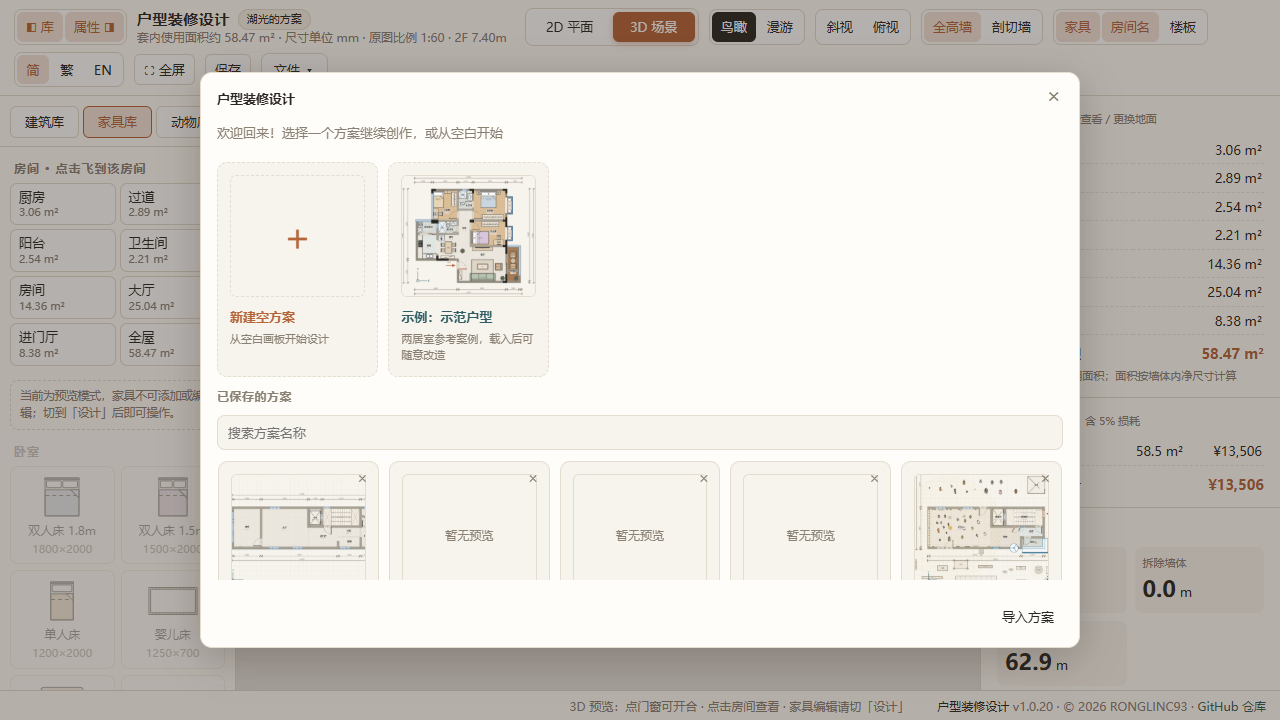 库 属性
户型装修设计 湖光的方案
套内使用面积约 58.47 m² · 尺寸单位 mm · 原图比例 1:60 · 2F 7.40m
2D 平面 3D 场景 鸟瞰 漫游 斜视 俯视 全高墙 剖切墙 家具 房间名 楼板
简 繁 EN 全屏 保存 文件
建筑库 家具库 动物
房间 · 点击飞到该房间
厨房 3.06 m²
过道 2.89 m²
阳台 2.54 m²
卫生间 2.21 m²
房间 14.36 m²
大厅 25.04 m²
进门厅 8.38 m²
全屋 58.47 m²
当前为预览模式，家具不可添加或编
辑；切到「设计」后即可操作。
卧室
双人床 1.8m
1800×2000
双人床 1.5m
1500×2000
单人床
1200×2000
婴儿床
1250×700
户型装修设计
×
欢迎回来！选择一个方案继续创作，或从空白开始
+
新建空方案
从空白画板开始设计
示例：示范户型
两居室参考案例，载入后可
随意改造
已保存的方案
搜索方案名称
× × × × ×
暂无预览 暂无预览 暂无预览
导入方案
查看 / 更换地面
3.06 m²
2.89 m²
2.54 m²
2.21 m²
14.36 m²
25.04 m²
8.38 m²
58.47 m²
面积；面积按墙体内净尺寸计算
含 5% 损耗
58.5 m² ¥13,506
¥13,506
拆除墙体
0.0 m
62.9 m
3D 预览：点门窗可开合 · 点击房间查看 · 家具编辑请切「设计」
户型装修设计 v1.0.20 · © 2026 RONGLINC93 · GitHub 仓库